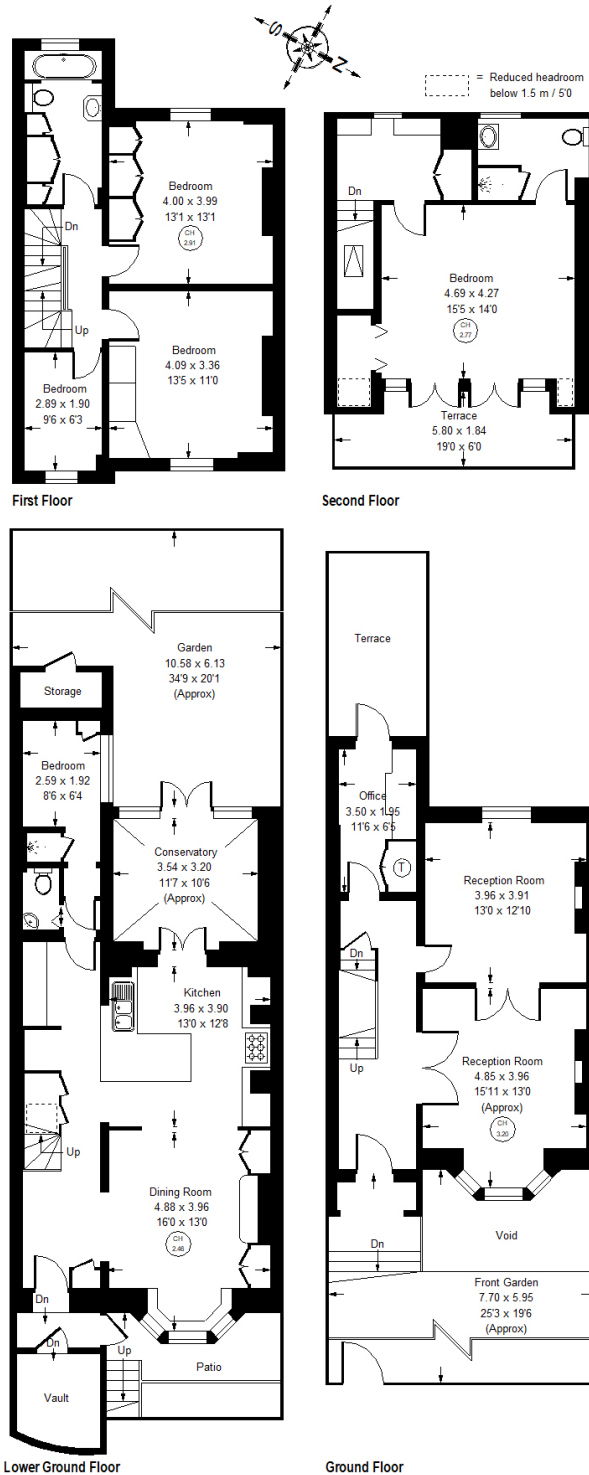 S
N
= Reduced headroom
below 1.5 m / 5'0
Bedroom
4.00 x 3.99
13'1 x 13'1
CH
2.91
Dn
Up
Bedroom
4.09 x 3.36
13'5 x 11'0
Bedroom
2.89 x 1.90
9'6 x 6'3
First Floor
Dn
Bedroom
4.69 x 4.27
15'5 x 14'0
CH
2.77
Terrace
5.80 x 1.84
19'0 x 6'0
Second Floor
Garden
10.58 x 6.13
34'9 x 20'1
(Approx)
Storage
Bedroom
2.59 x 1.92
8'6 x 6'4
Conservatory
3.54 x 3.20
11'7 x 10'6
(Approx)
Kitchen
3.96 x 3.90
13'0 x 12'8
Up
Dining Room
4.88 x 3.96
16'0 x 13'0
CH
2.46
Dn
Dn
Up
Patio
Vault
Lower Ground Floor
Terrace
Office
3.50 x 1.95
11'6 x 6'5
T
Reception Room
3.96 x 3.91
13'0 x 12'10
Dn
Up
Reception Room
4.85 x 3.96
15'11 x 13'0
(Approx)
CH
3.20
Void
Dn
Front Garden
7.70 x 5.95
25'3 x 19'6
(Approx)
Ground Floor